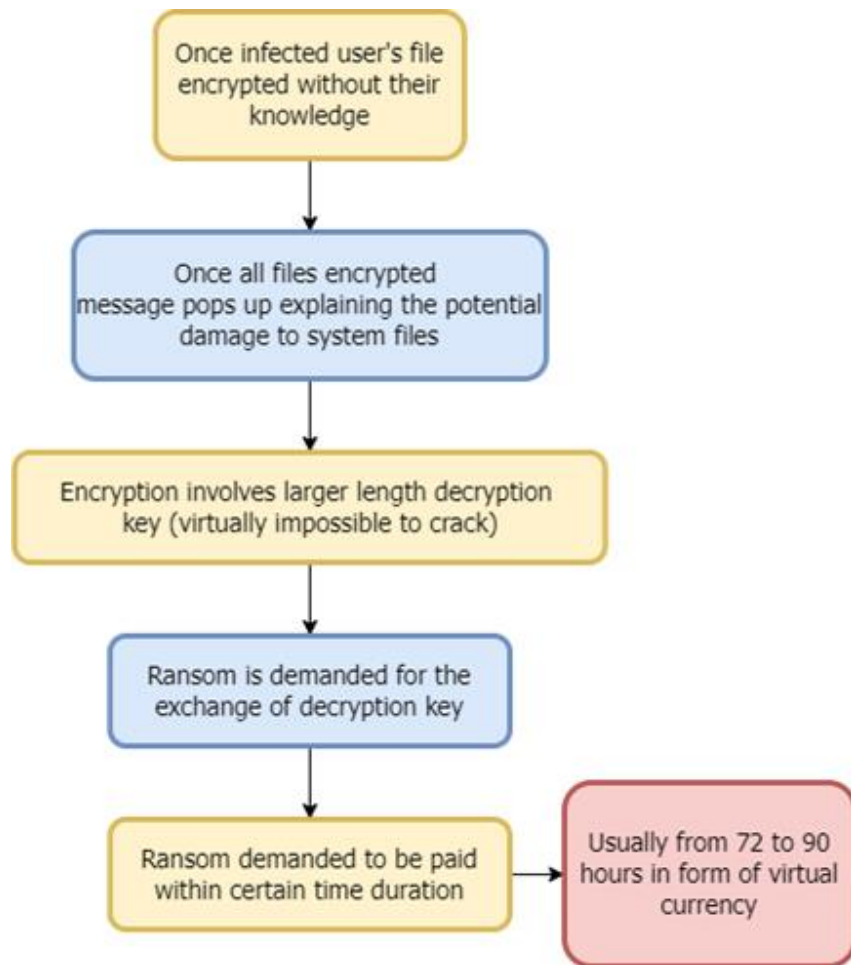 Once infected user's file
encrypted without their
knowledge
Once all files encrypted
message pops up explaining the potential
damage to system files
Encryption involves larger length decryption
key (virtually impossible to crack)
Ransom is demanded for the
exchange of decryption key
Ransom demanded to be paid
within certain time duration
Usually from 72 to 90
hours in form of virtual
currency